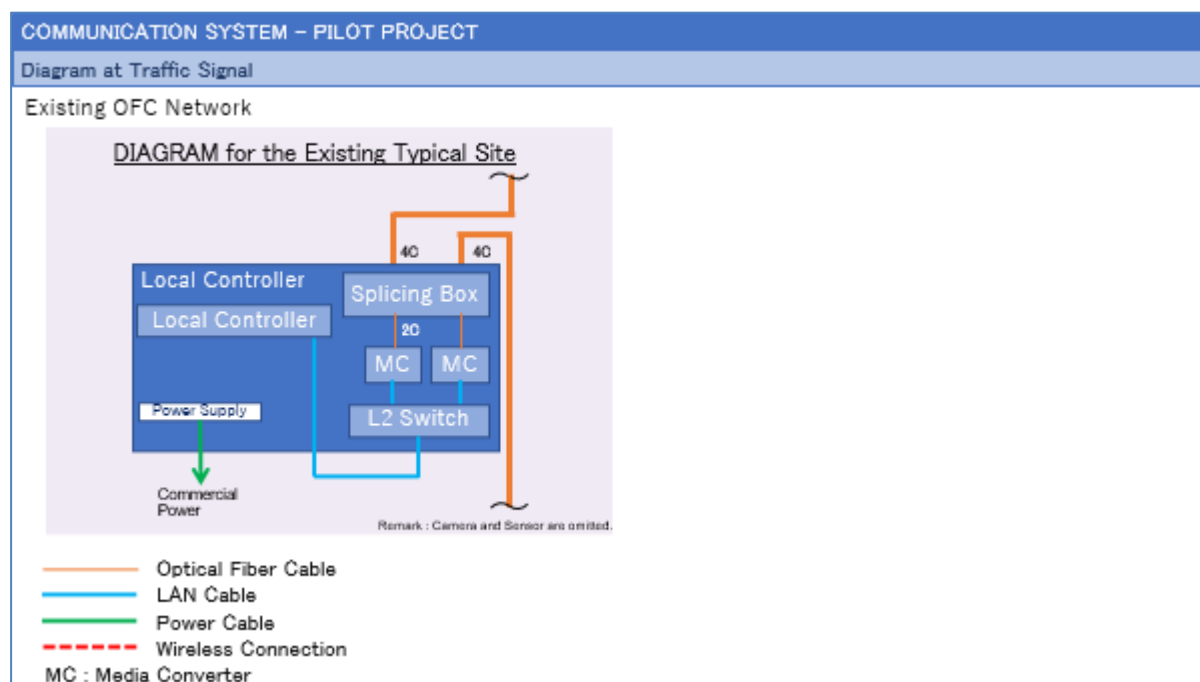 COMMUNICATION SYSTEM – PILOT PROJECT
Diagram at Traffic Signal
Existing OFC Network
DIAGRAM for the Existing Typical Site
4C 4C
Local Controller
Splicing Box
Local Controller
2C
MC MC
Power Supply
L2 Switch
Commercial
Power
Remark : Camera and Sensor are omitted.
Optical Fiber Cable
LAN Cable
Power Cable
Wireless Connection
MC : Media Converter